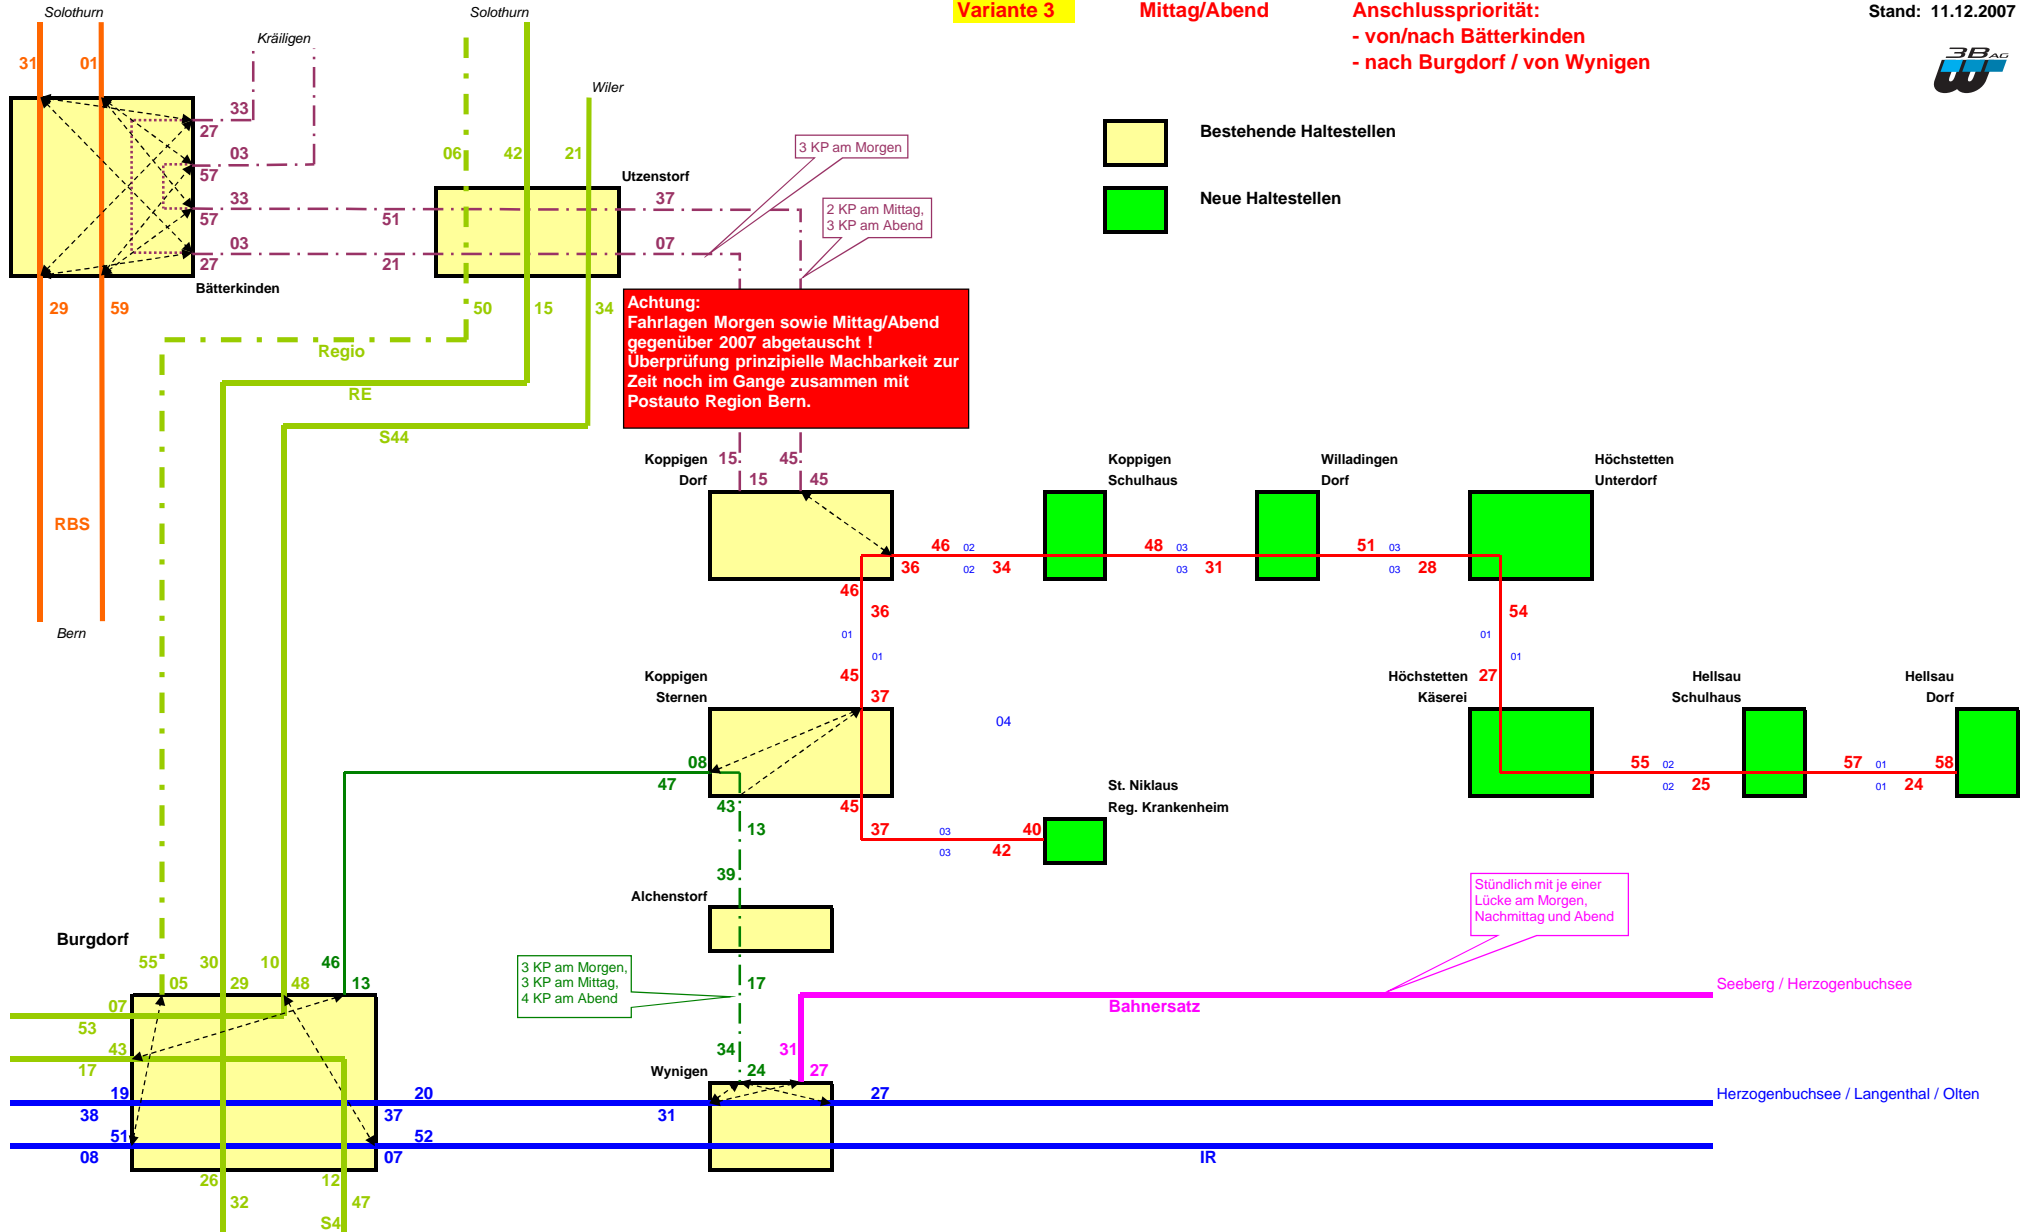 Solothurn
Solothurn
Variante 3
Mittag/Abend
Anschlusspriorität:
- von/nach Bätterkinden
- nach Burgdorf / von Wynigen
Stand: 11.12.2007
3B AG
Kräiligen
31 01
Wiler
33
27
03
57
33
57
03
27
Bätterkinden
51
21
06 42 21
Utzenstorf
37
07
3 KP am Morgen
2 KP am Mittag,
3 KP am Abend
Bestehende Haltestellen
Neue Haltestellen
29 59
50 15 34
Regio
RE
S44
Achtung:
Fahrlagen Morgen sowie Mittag/Abend
gegenüber 2007 abgetauscht !
Überprüfung prinzipielle Machbarkeit zur
Zeit noch im Gange zusammen mit
Postauto Region Bern.
RBS
Bern
Koppigen
Dorf
15 45
15 45
Koppigen
Schulhaus
Willadingen
Dorf
Höchstetten
Unterdorf
46 02 48 03 51 03
36 02 34 03 31 03 28
46
36
01
01
45
37
54
01
01
27
Koppigen
Sternen
04
Höchstetten
Käserei
Hellsau
Schulhaus
Hellsau
Dorf
08
47
43
13
45
37 03 40
03 42
St. Niklaus
Reg. Krankenheim
55 02 57 01 58
02 25 01 24
39
Alchenstorf
17
3 KP am Morgen,
3 KP am Mittag,
4 KP am Abend
Stündlich mit je einer
Lücke am Morgen,
Nachmittag und Abend
Burgdorf
55 30 10 46
05 29 48 13
07
53
43
17
19
38
51
08
20
37
52
07
26
32
12
47
S4
34
24
Wynigen
31
27
31
27
Bahnersatz
Seeberg / Herzogenbuchsee
Herzogenbuchsee / Langenthal / Olten
IR